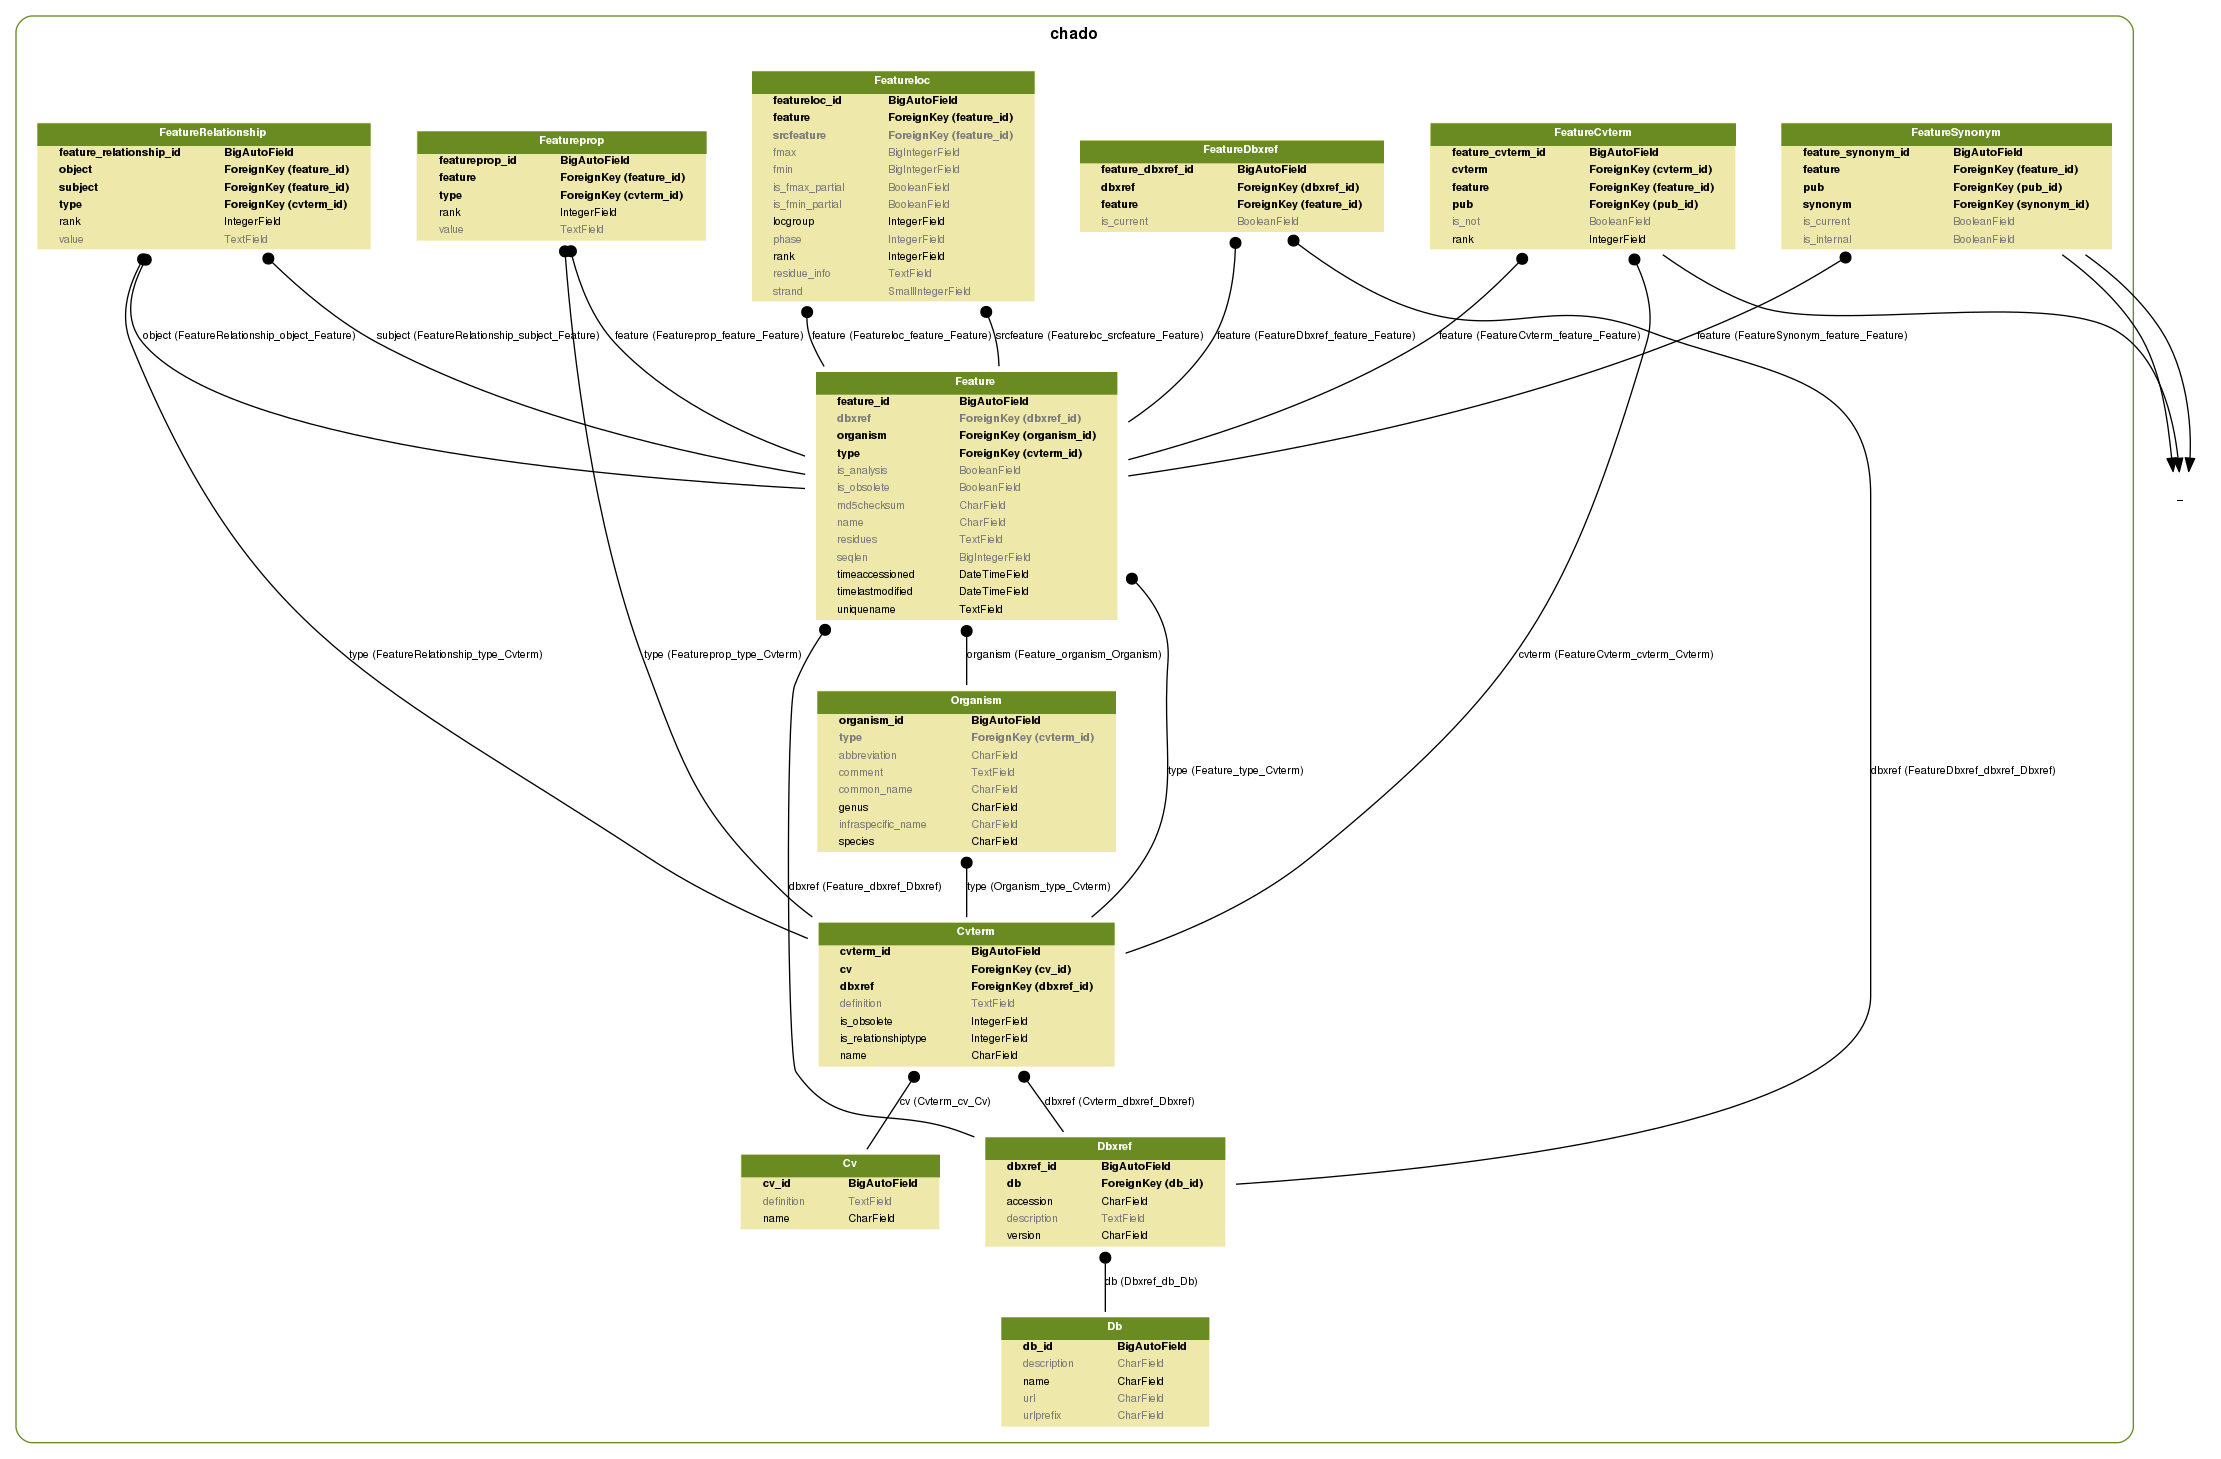 chado
FeatureRelationship
feature_relationship_id BigAutoField
object ForeignKey (feature_id)
subject ForeignKey (feature_id)
type ForeignKey (cvterm_id)
rank IntegerField
value TextField
Featureprop
featureprop_id BigAutoField
feature ForeignKey (feature_id)
type ForeignKey (cvterm_id)
rank IntegerField
value TextField
Featureloc
featureloc_id BigAutoField
feature ForeignKey (feature_id)
srcfeature ForeignKey (feature_id)
fmax BigIntegerField
fmin BigIntegerField
is_fmax_partial BooleanField
is_fmin_partial BooleanField
locgroup IntegerField
phase IntegerField
rank IntegerField
residue_info TextField
strand SmallIntegerField
FeatureDbxref
feature_dbxref_id BigAutoField
dbxref ForeignKey (dbxref_id)
feature ForeignKey (feature_id)
is_current BooleanField
FeatureCvterm
feature_cvterm_id BigAutoField
cvterm ForeignKey (cvterm_id)
feature ForeignKey (feature_id)
pub ForeignKey (pub_id)
is_not BooleanField
rank IntegerField
FeatureSynonym
feature_synonym_id BigAutoField
feature ForeignKey (feature_id)
pub ForeignKey (pub_id)
synonym ForeignKey (synonym_id)
is_current BooleanField
is_internal BooleanField
object (FeatureRelationship_object_Feature)
subject (FeatureRelationship_subject_Feature)
feature (Featureprop_feature_Feature)
feature (Featureloc_feature_Feature)
srcfeature (Featureloc_srcfeature_Feature)
feature (FeatureDbxref_feature_Feature)
feature (FeatureCvterm_feature_Feature)
feature (FeatureSynonym_feature_Feature)
Feature
feature_id BigAutoField
dbxref ForeignKey (dbxref_id)
organism ForeignKey (organism_id)
type ForeignKey (cvterm_id)
is_analysis BooleanField
is_obsolete BooleanField
md5checksum CharField
name CharField
residues TextField
seqlen BigIntegerField
timeaccessioned DateTimeField
timelastmodified DateTimeField
uniquename TextField
_
type (FeatureRelationship_type_Cvterm)
type (Featureprop_type_Cvterm)
organism (Feature_organism_Organism)
cvterm (FeatureCvterm_cvterm_Cvterm)
Organism
organism_id BigAutoField
type ForeignKey (cvterm_id)
abbreviation CharField
comment TextField
common_name CharField
genus CharField
infraspecific_name CharField
species CharField
type (Feature_type_Cvterm)
dbxref (FeatureDbxref_dbxref_Dbxref)
dbxref (Feature_dbxref_Dbxref)
type (Organism_type_Cvterm)
Cvterm
cvterm_id BigAutoField
cv ForeignKey (cv_id)
dbxref ForeignKey (dbxref_id)
definition TextField
is_obsolete IntegerField
is_relationshiptype IntegerField
name CharField
cv (Cvterm_cv_Cv)
dbxref (Cvterm_dbxref_Dbxref)
Cv
cv_id BigAutoField
definition TextField
name CharField
Dbxref
dbxref_id BigAutoField
db ForeignKey (db_id)
accession CharField
description TextField
version CharField
db (Dbxref_db_Db)
Db
db_id BigAutoField
description CharField
name CharField
url CharField
urlprefix CharField